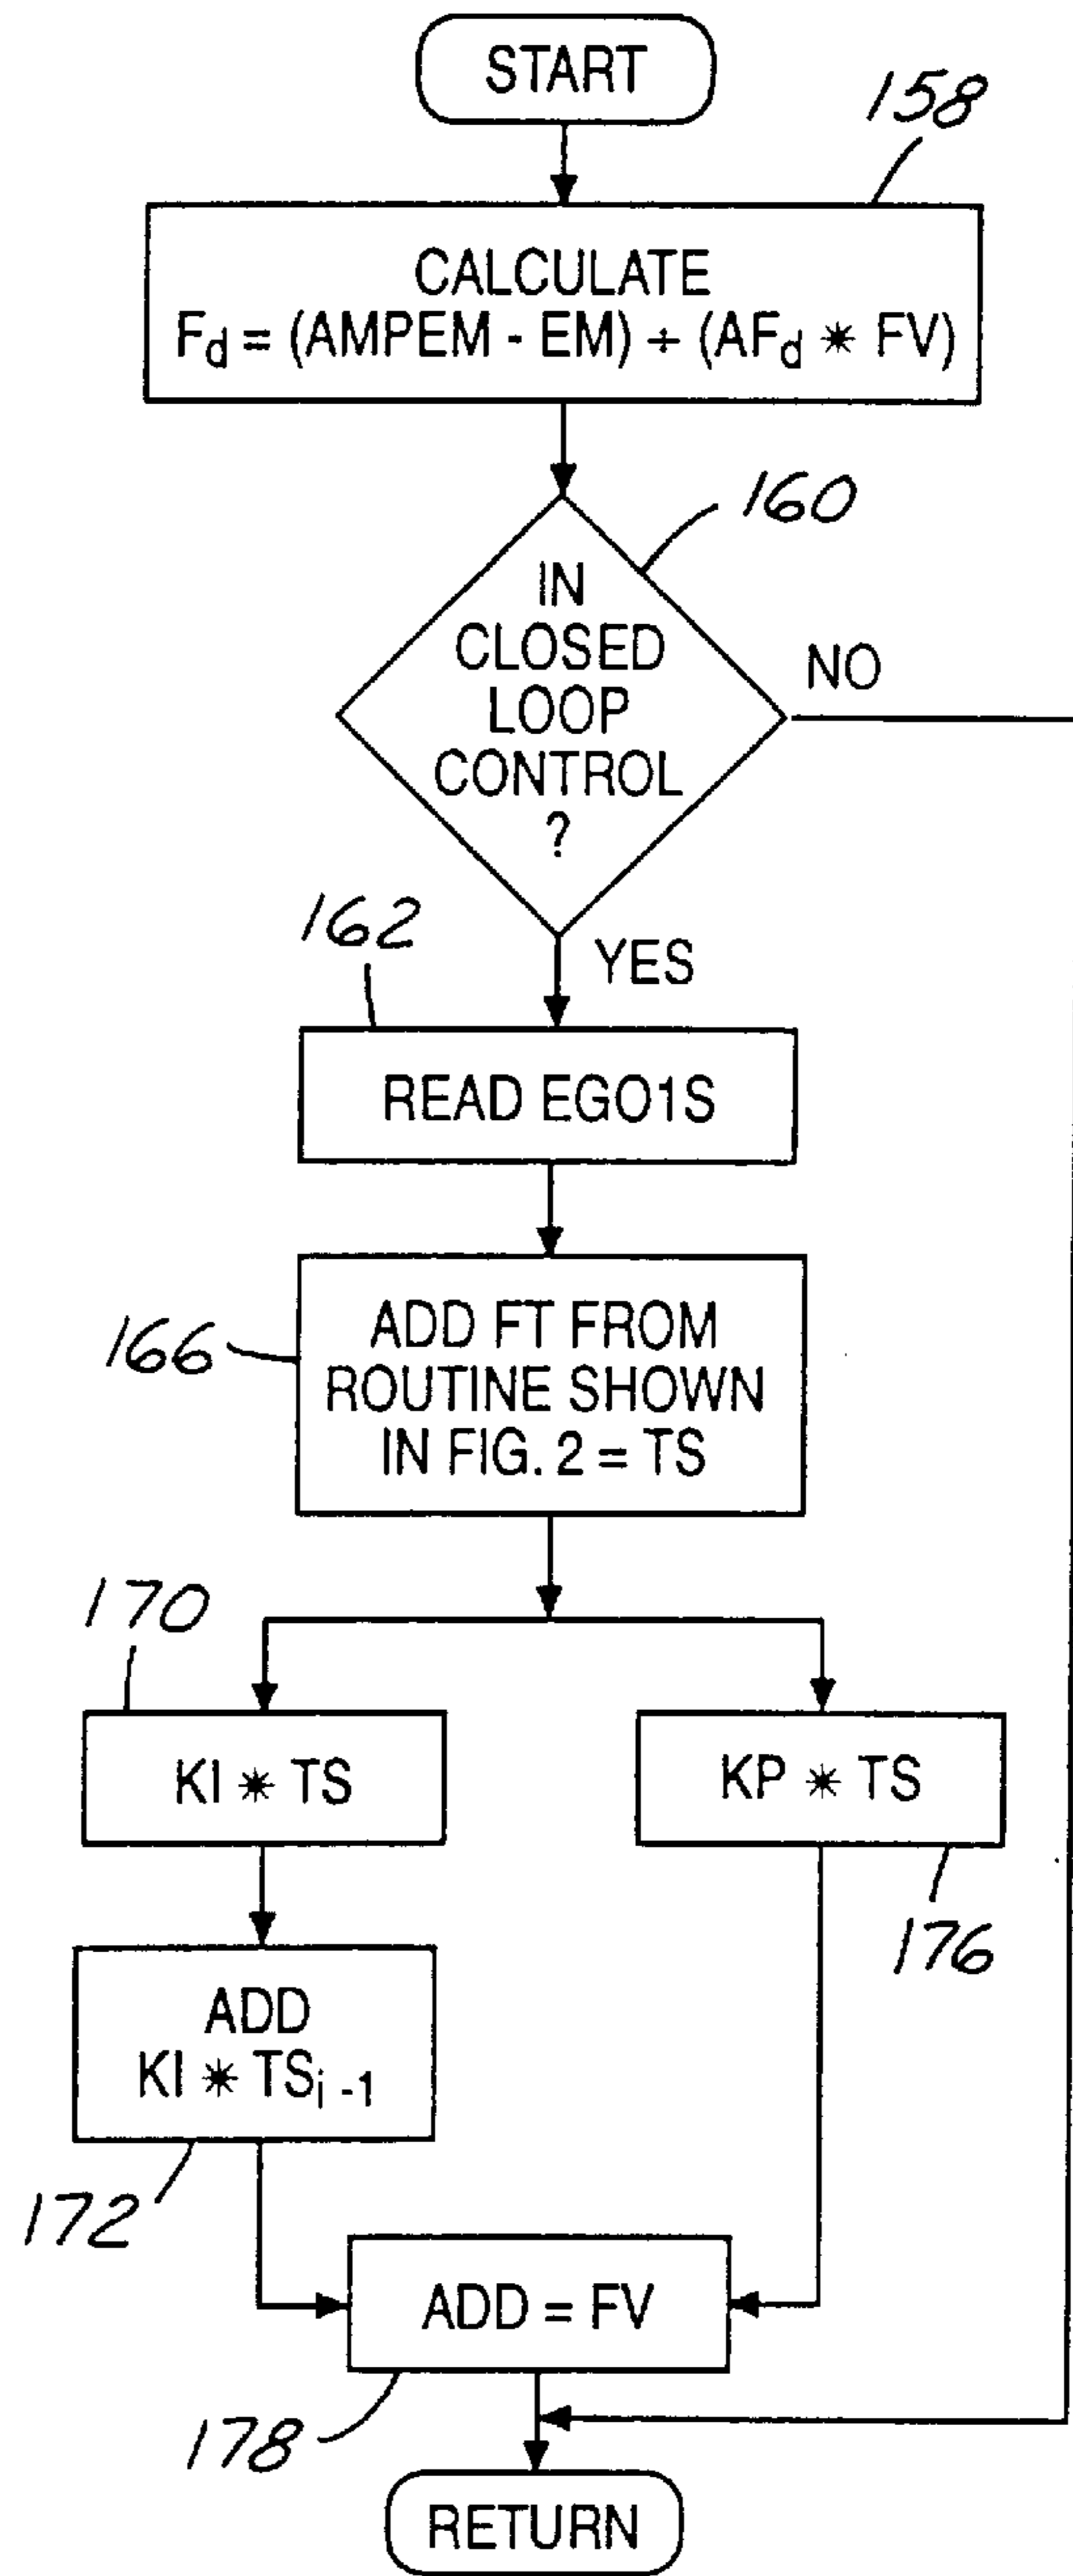 START
158
CALCULATE
Fd = (AMPEM - EM) ÷ (AFd * FV)
160
IN
CLOSED
LOOP
CONTROL
?
NO
162
YES
READ EGO1S
166
ADD FT FROM
ROUTINE SHOWN
IN FIG. 2 = TS
170
KI * TS
KP * TS
176
ADD
KI * TSi -1
172
ADD = FV
178
RETURN